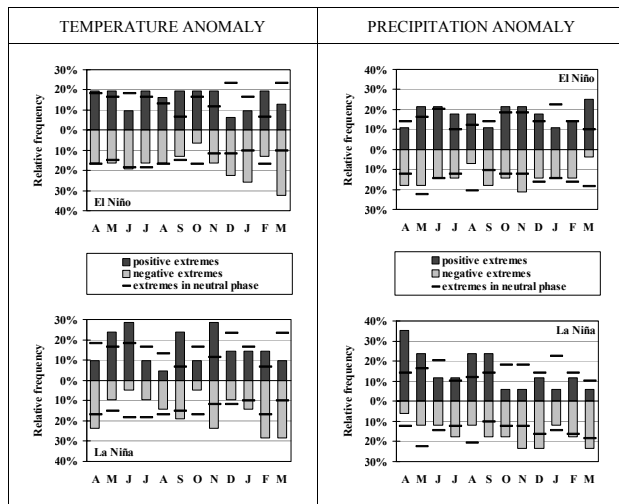 TEMPERATURE ANOMALY
PRECIPITATION ANOMALY
30%
20%
10%
0%
10%
20%
30%
40%
Relative frequency
El Niño
A M J J A S O N D J F M
40%
30%
20%
10%
0%
10%
20%
30%
Relative frequency
El Niño
A M J J A S O N D J F M
positive extremes
negative extremes
extremes in neutral phase
positive extremes
negative extremes
extremes in neutral phase
30%
20%
10%
0%
10%
20%
30%
40%
Relative frequency
La Niña
A M J J A S O N D J F M
40%
30%
20%
10%
0%
10%
20%
30%
Relative frequency
La Niña
A M J J A S O N D J F M